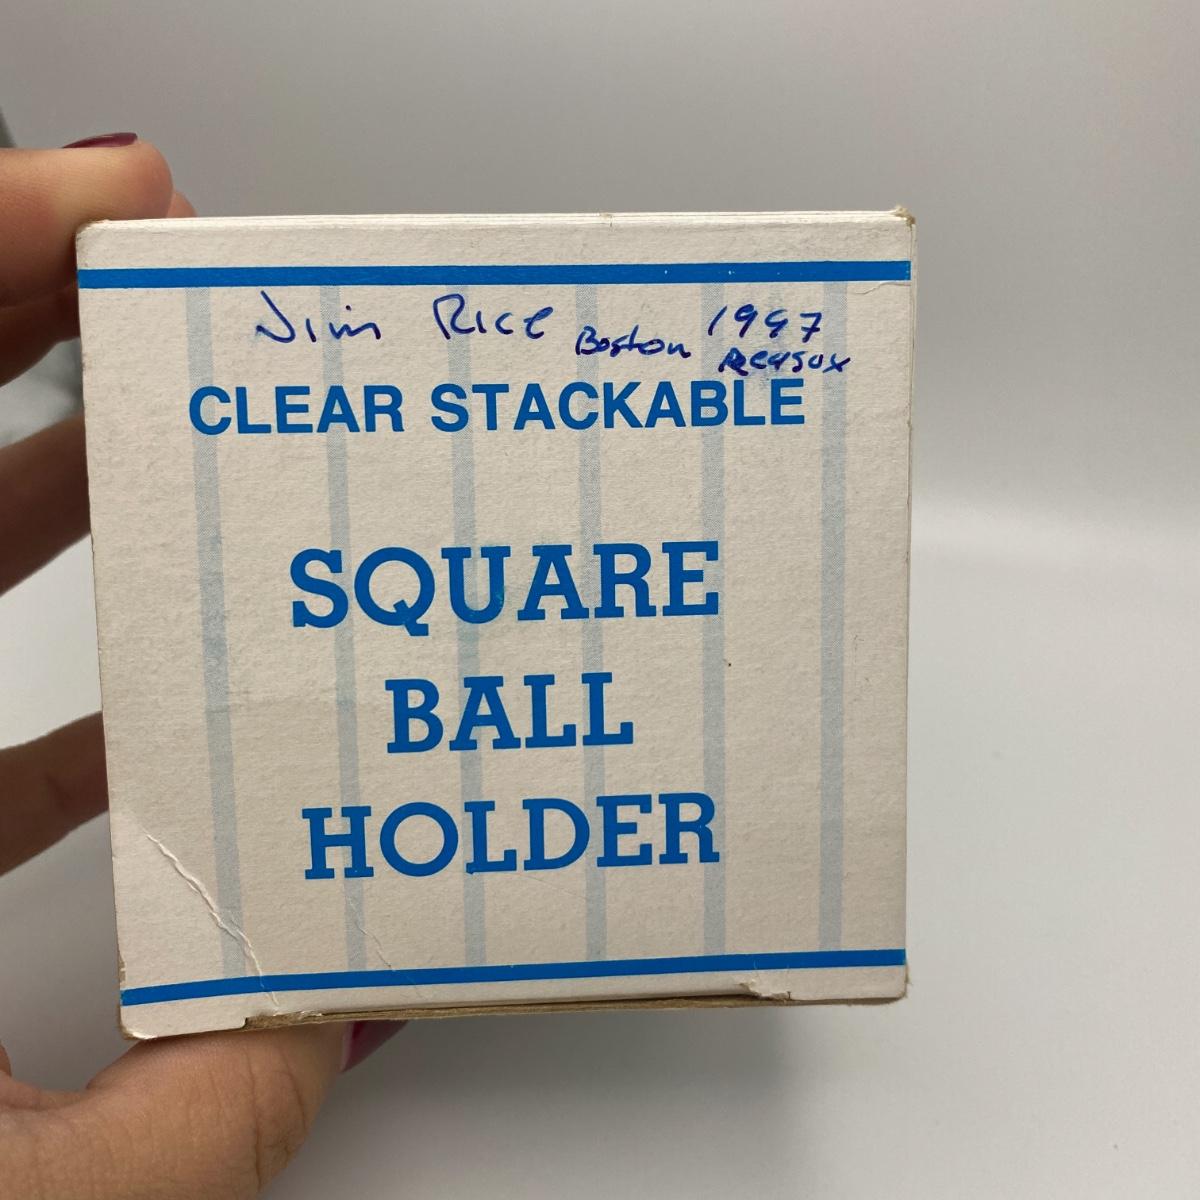 Jim Rice 1997
Boston Redsox
CLEAR STACKABLE
SQUARE
BALL
HOLDER